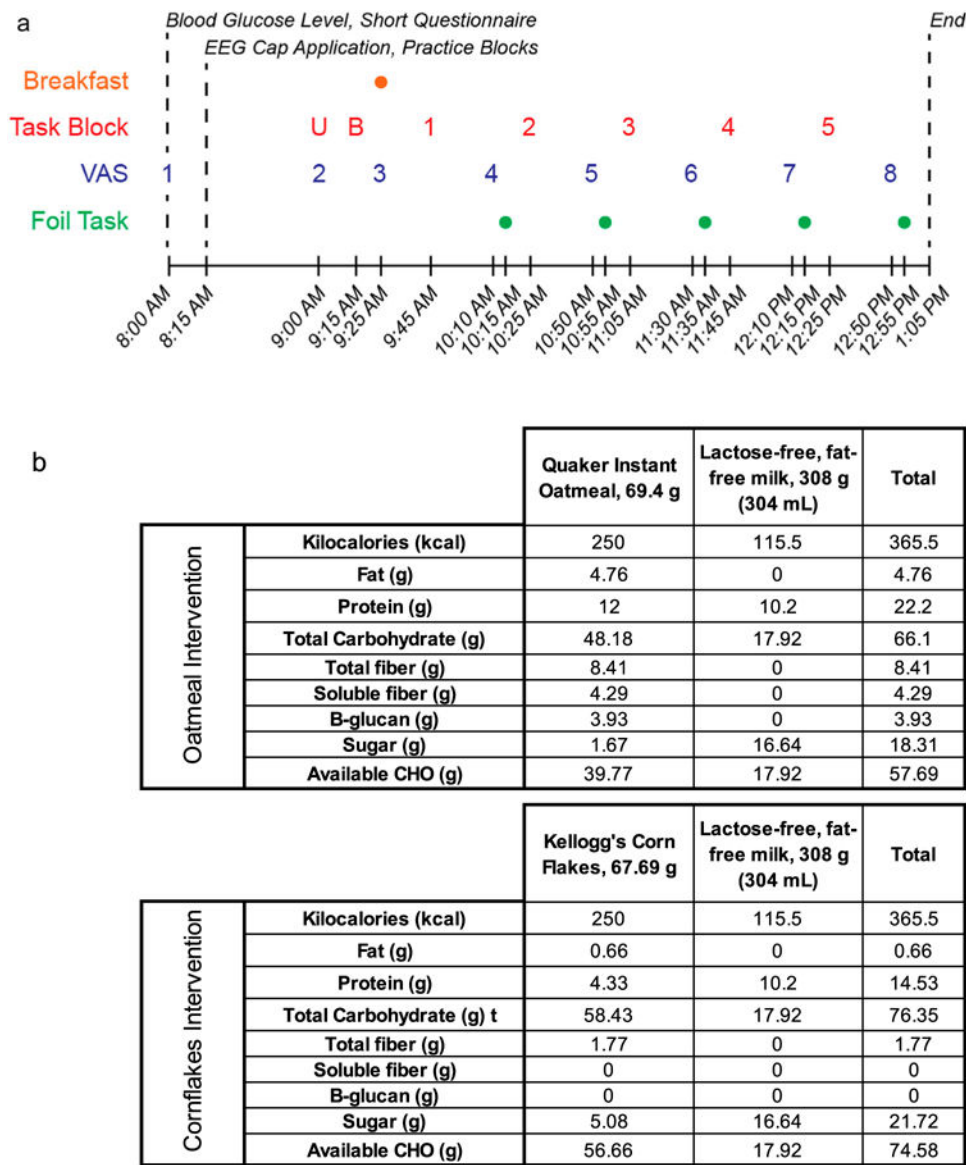 a
Blood Glucose Level, Short Questionnaire
End
EEG Cap Application, Practice Blocks
Breakfast
Task Block U B 1 2 3 4 5
VAS 1 2 3 4 5 6 7 8
Foil Task
8:00 AM 8:15 AM 9:00 AM 9:15 AM 9:25 AM 9:45 AM 10:10 AM 10:15 AM 10:25 AM 10:50 AM 10:55 AM 11:05 AM 11:30 AM 11:35 AM 11:45 AM 12:10 PM 12:15 PM 12:25 PM 12:50 PM 12:55 PM 1:05 PM
b
Quaker Instant
Oatmeal, 69.4 g
Lactose-free, fat-
free milk, 308 g
(304 mL)
Total
Oatmeal Intervention
Kilocalories (kcal) 250 115.5 365.5
Fat (g) 4.76 0 4.76
Protein (g) 12 10.2 22.2
Total Carbohydrate (g) 48.18 17.92 66.1
Total fiber (g) 8.41 0 8.41
Soluble fiber (g) 4.29 0 4.29
B-glucan (g) 3.93 0 3.93
Sugar (g) 1.67 16.64 18.31
Available CHO (g) 39.77 17.92 57.69
Kellogg's Corn
Flakes, 67.69 g
Lactose-free, fat-
free milk, 308 g
(304 mL)
Total
Cornflakes Intervention
Kilocalories (kcal) 250 115.5 365.5
Fat (g) 0.66 0 0.66
Protein (g) 4.33 10.2 14.53
Total Carbohydrate (g) t 58.43 17.92 76.35
Total fiber (g) 1.77 0 1.77
Soluble fiber (g) 0 0 0
B-glucan (g) 0 0 0
Sugar (g) 5.08 16.64 21.72
Available CHO (g) 56.66 17.92 74.58